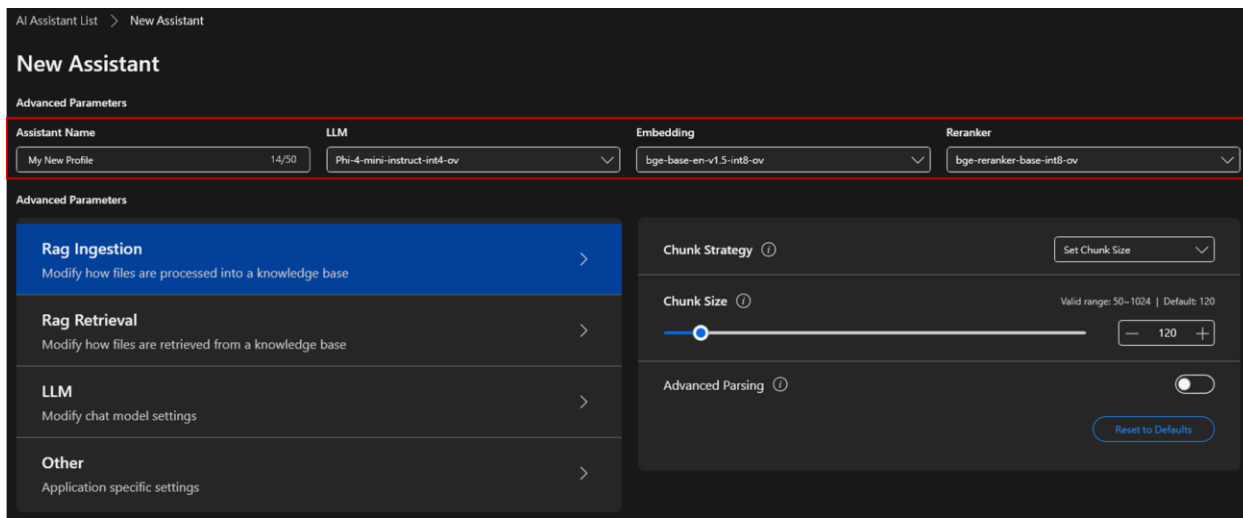 AI Assistant List > New Assistant
New Assistant
Advanced Parameters
Assistant Name
My New Profile 14/50
LLM
Phi-4-mini-instruct-int4-ov
Embedding
bge-base-en-v1.5-int8-ov
Reranker
bge-reranker-base-int8-ov
Advanced Parameters
Rag Ingestion
Modify how files are processed into a knowledge base
Rag Retrieval
Modify how files are retrieved from a knowledge base
LLM
Modify chat model settings
Other
Application specific settings
Chunk Strategy
Set Chunk Size
Chunk Size
Valid range: 50~1024 | Default: 120
120
Advanced Parsing
Reset to Defaults